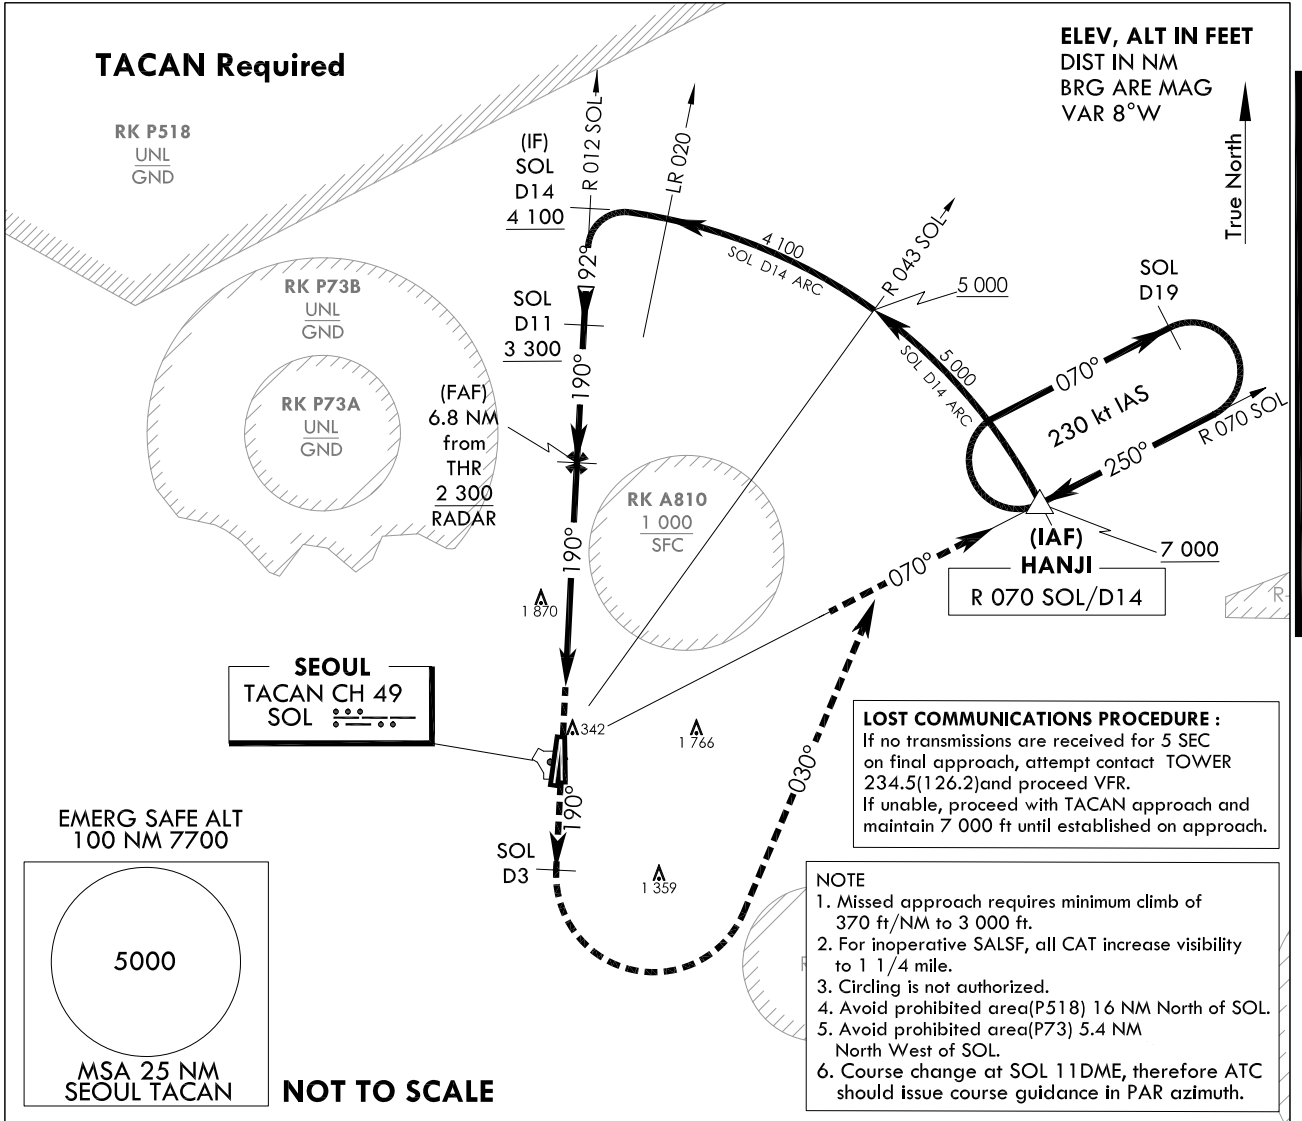 TACAN Required
ELEV, ALT IN FEET
DIST IN NM
BRG ARE MAG
VAR 8°W
True North
RK P518
UNL
GND
(IF)
SOL
D14
4 100
R 012 SOL
LR 020
R 043 SOL
4 100
SOL D14 ARC
5 000
5 000
SOL D14 ARC
SOL
D19
070°
230 kt IAS
250°
R 070 SOL
192°
RK P73B
UNL
GND
SOL
D11
3 300
190°
RK P73A
UNL
GND
(FAF)
6.8 NM
from
THR
2 300
RADAR
RK A810
1 000
SFC
190°
070°
(IAF)
HANJI
R 070 SOL/D14
7 000
R-
1 870
SEOUL
TACAN CH 49
SOL
342
1 766
030°
190°
SOL
D3
1 359
LOST COMMUNICATIONS PROCEDURE :
If no transmissions are received for 5 SEC
on final approach, attempt contact TOWER
234.5(126.2)and proceed VFR.
If unable, proceed with TACAN approach and
maintain 7 000 ft until established on approach.
EMERG SAFE ALT
100 NM 7700
5000
MSA 25 NM
SEOUL TACAN
NOT TO SCALE
R
NOTE
1. Missed approach requires minimum climb of
370 ft/NM to 3 000 ft.
2. For inoperative SALSF, all CAT increase visibility
to 1 1/4 mile.
3. Circling is not authorized.
4. Avoid prohibited area(P518) 16 NM North of SOL.
5. Avoid prohibited area(P73) 5.4 NM
North West of SOL.
6. Course change at SOL 11DME, therefore ATC
should issue course guidance in PAR azimuth.